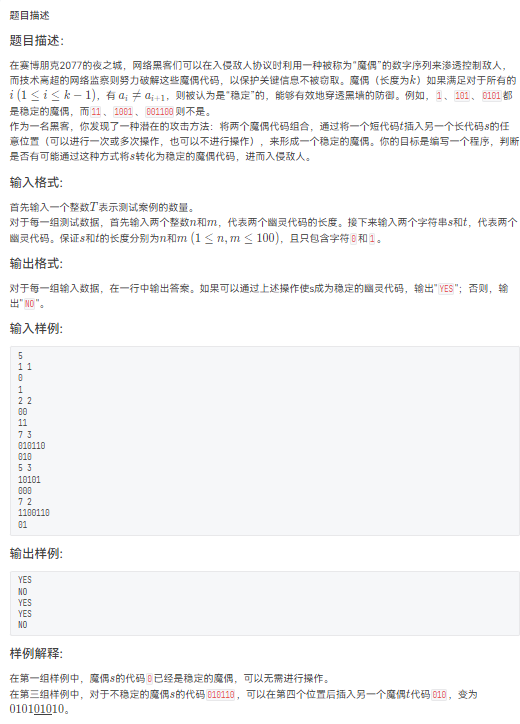 题目描述
题目描述：
在赛博朋克2077的夜之城，网络黑客们可以在入侵敌人协议时利用一种被称为“魔偶”的数字序列来渗透控制敌人，
而技术高超的网络监察则努力破解这些魔偶代码，以保护关键信息不被窃取。魔偶（长度为k）如果满足对于所有的
i (1 ≤ i ≤ k − 1)，有 a_i ≠ a_{i+1}，则被认为是“稳定”的，能够有效地穿透黑墙的防御。例如，1、101、0101都
是稳定的魔偶，而11、1001、001100则不是。
作为一名黑客，你发现了一种潜在的攻击方法：将两个魔偶代码组合，通过将一个短代码t插入另一个长代码s的任
意位置（可以进行一次或多次操作，也可以不进行操作），来形成一个稳定的魔偶。你的目标是编写一个程序，判断
是否有可能通过这种方式将s转化为稳定的魔偶代码，进而入侵敌人。
输入格式：
首先输入一个整数T表示测试案例的数量。
对于每一组测试数据，首先输入两个整数n和m，代表两个幽灵代码的长度。接下来输入两个字符串s和t，代表两个
幽灵代码。保证s和t的长度分别为n和m (1 ≤ n, m ≤ 100)，且只包含字符0和1。
输出格式：
对于每一组输入数据，在一行中输出答案。如果可以通过上述操作使s成为稳定的幽灵代码，输出"YES"；否则，输
出"NO"。
输入样例：
5
1 1
0
1
2 2
00
11
7 3
010110
010
5 3
10101
000
7 2
1100110
01
输出样例：
YES
NO
YES
YES
NO
样例解释：
在第一组样例中，魔偶s的代码0已经是稳定的魔偶，可以无需进行操作。
在第三组样例中，对于不稳定的魔偶s的代码010110，可以在第四个位置后插入另一个魔偶t代码010，变为
010101010。